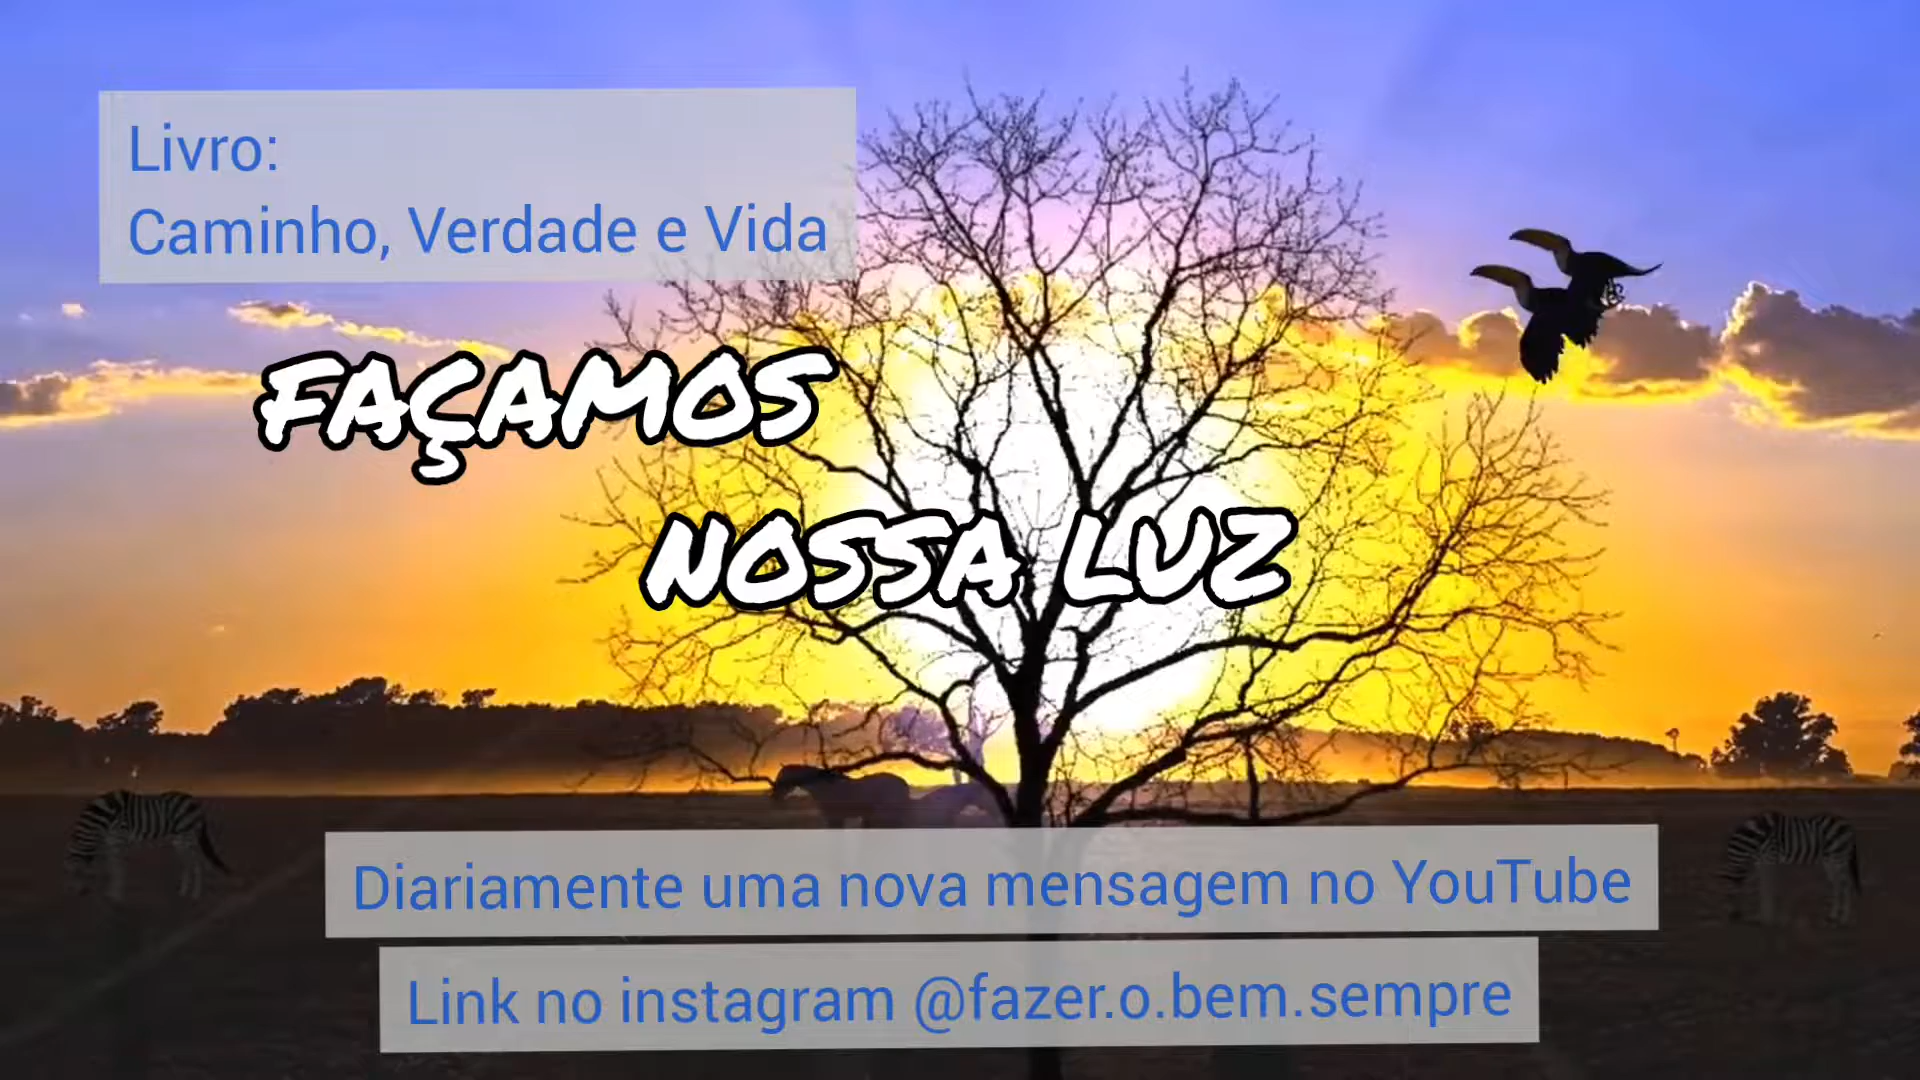 Livro:
Caminho, Verdade e Vida
FAÇAMOS
NOSSA LUZ
Diariamente uma nova mensagem no YouTube
Link no instagram @fazer.o.bem.sempre